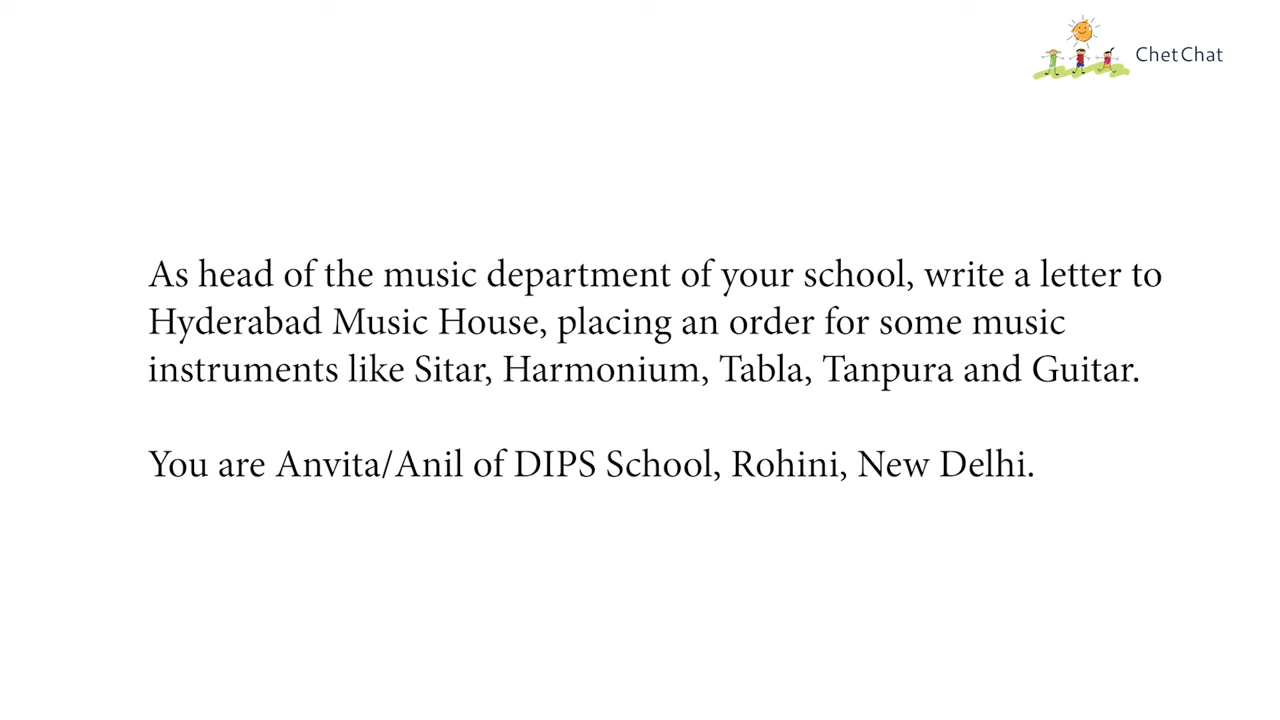 ChetChat
As head of the music department of your school, write a letter to
Hyderabad Music House, placing an order for some music
instruments like Sitar, Harmonium, Tabla, Tanpura and Guitar.
You are Anvita/Anil of DIPS School, Rohini, New Delhi.